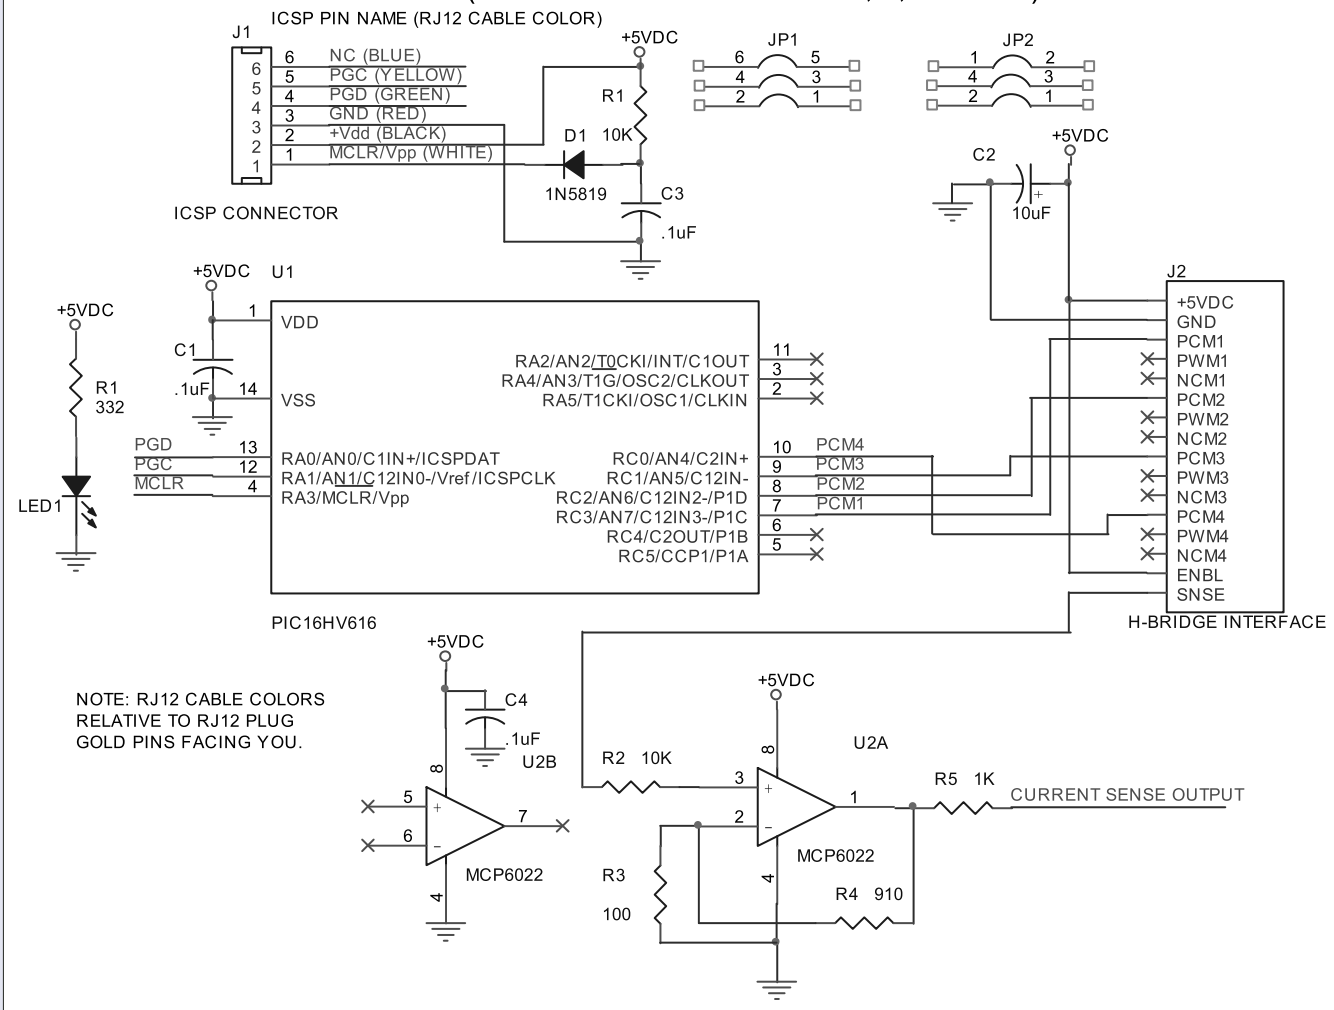 ICSP PIN NAME (RJ12 CABLE COLOR)
J1
6 6 NC (BLUE)
5 5 PGC (YELLOW)
4 4 PGD (GREEN)
3 3 GND (RED)
2 2 +Vdd (BLACK)
1 1 MCLR/Vpp (WHITE)
ICSP CONNECTOR
+5VDC
R1
10K
D1
1N5819
C3
.1uF
JP1
6 5
4 3
2 1
JP2
1 2
4 3
2 1
+5VDC
C2
+
10uF
+5VDC
R1
332
LED1
+5VDC
C1
.1uF
U1
1 VDD
14 VSS
PGD 13 RA0/AN0/C1IN+/ICSPDAT
PGC 12 RA1/AN1/C12IN0-/Vref/ICSPCLK
MCLR 4 RA3/MCLR/Vpp
RA2/AN2/T0CKI/INT/C1OUT 11
RA4/AN3/T1G/OSC2/CLKOUT 3
RA5/T1CKI/OSC1/CLKIN 2
RC0/AN4/C2IN+ 10 PCM4
RC1/AN5/C12IN- 9 PCM3
RC2/AN6/C12IN2-/P1D 8 PCM2
RC3/AN7/C12IN3-/P1C 7 PCM1
RC4/C2OUT/P1B 6
RC5/CCP1/P1A 5
PIC16HV616
J2
+5VDC
GND
PCM1
PWM1
NCM1
PCM2
PWM2
NCM2
PCM3
PWM3
NCM3
PCM4
PWM4
NCM4
ENBL
SNSE
H-BRIDGE INTERFACE
NOTE: RJ12 CABLE COLORS
RELATIVE TO RJ12 PLUG
GOLD PINS FACING YOU.
+5VDC
C4
.1uF
U2B
8
5 +
6 −
7
4
MCP6022
+5VDC
U2A
8
R2 10K
3 +
2 −
1
4
MCP6022
R3
100
R4 910
R5 1K
CURRENT SENSE OUTPUT